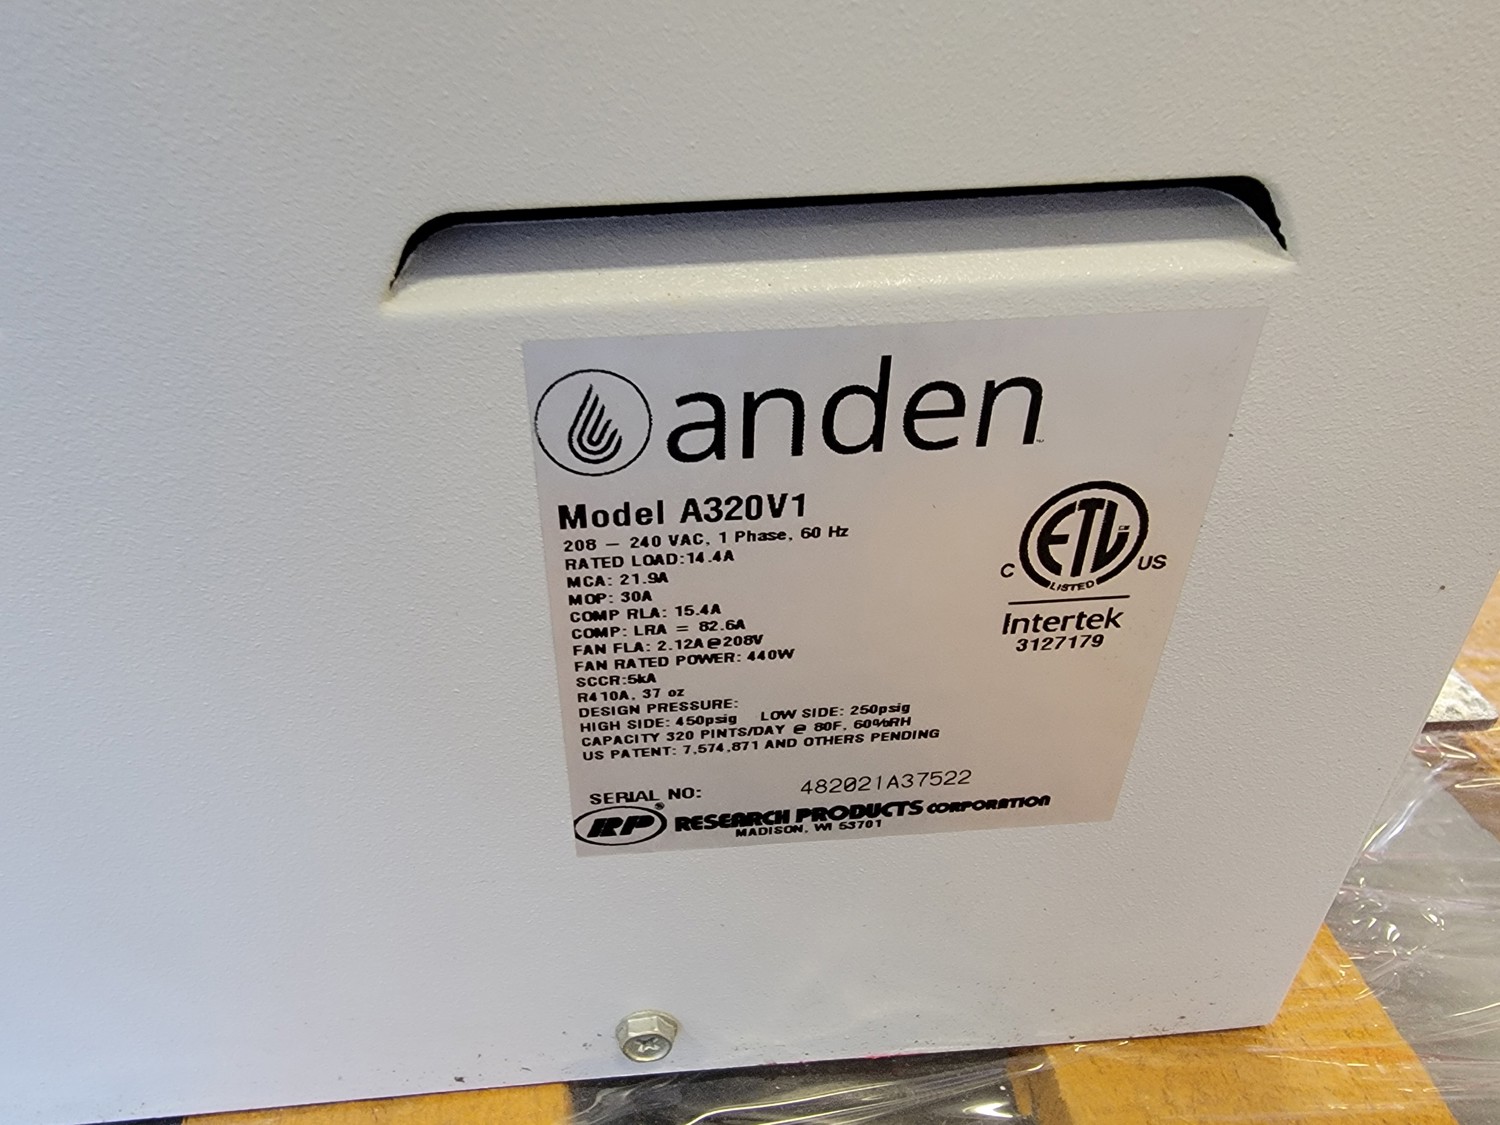 anden
Model A320V1
208 – 240 VAC, 1 Phase, 60 Hz
RATED LOAD:14.4A
MCA: 21.9A
MOP: 30A
COMP RLA: 15.4A
COMP: LRA = 82.6A
FAN FLA: 2.12A@208V
FAN RATED POWER: 440W
SCCR:5kA
R410A, 37 oz
DESIGN PRESSURE:
HIGH SIDE: 450psig LOW SIDE: 250psig
CAPACITY 320 PINTS/DAY @ 80F, 60%RH
US PATENT: 7,574,871 AND OTHERS PENDING
SERIAL NO: 482021A37522
RP® RESEARCH PRODUCTS CORPORATION
MADISON, WI 53701
ETL
C US
LISTED
Intertek
3127179